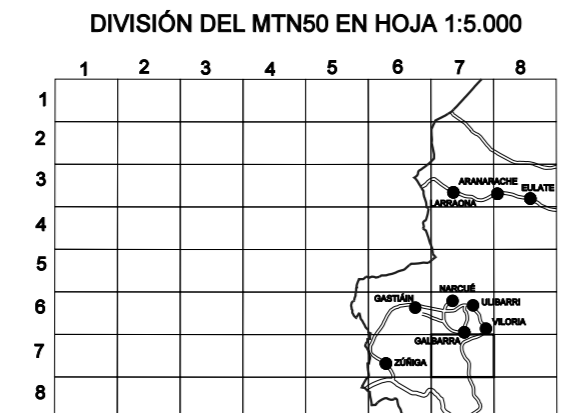 DIVISIÓN DEL MTN50 EN HOJA 1:5.000
1 2 3 4 5 6 7 8
1
2
3
ARANARACHE
EULATE
LARRAONA
4
5
NARCUÉ
6
GASTIÁIN
ULIBARRI
VILORIA
GALBARRA
7
ZÚÑIGA
8